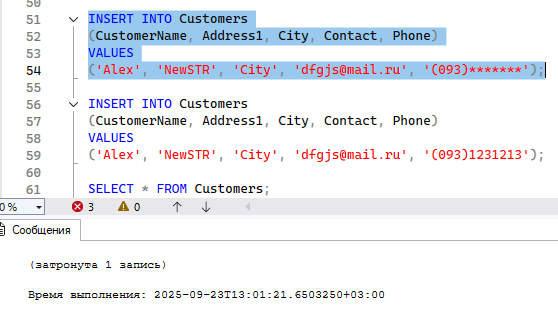 50
51 INSERT INTO Customers
52 (CustomerName, Address1, City, Contact, Phone)
53 VALUES
54 ('Alex', 'NewSTR', 'City', 'dfgjs@mail.ru', '(093)*******');
55
56 INSERT INTO Customers
57 (CustomerName, Address1, City, Contact, Phone)
58 VALUES
59 ('Alex', 'NewSTR', 'City', 'dfgjs@mail.ru', '(093)1231213');
60
61 SELECT * FROM Customers;
0 % 3 0
Сообщения
(затронута 1 запись)
Время выполнения: 2025-09-23T13:01:21.6503250+03:00